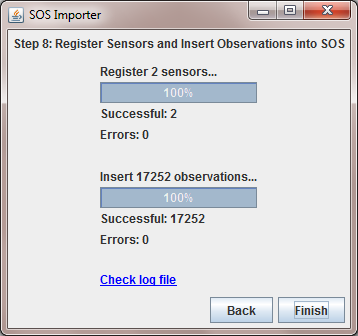 SOS Importer
Step 8: Register Sensors and Insert Observations into SOS
Register 2 sensors...
100%
Successful: 2
Errors: 0
Insert 17252 observations...
100%
Successful: 17252
Errors: 0
Check log file
Back
Finish